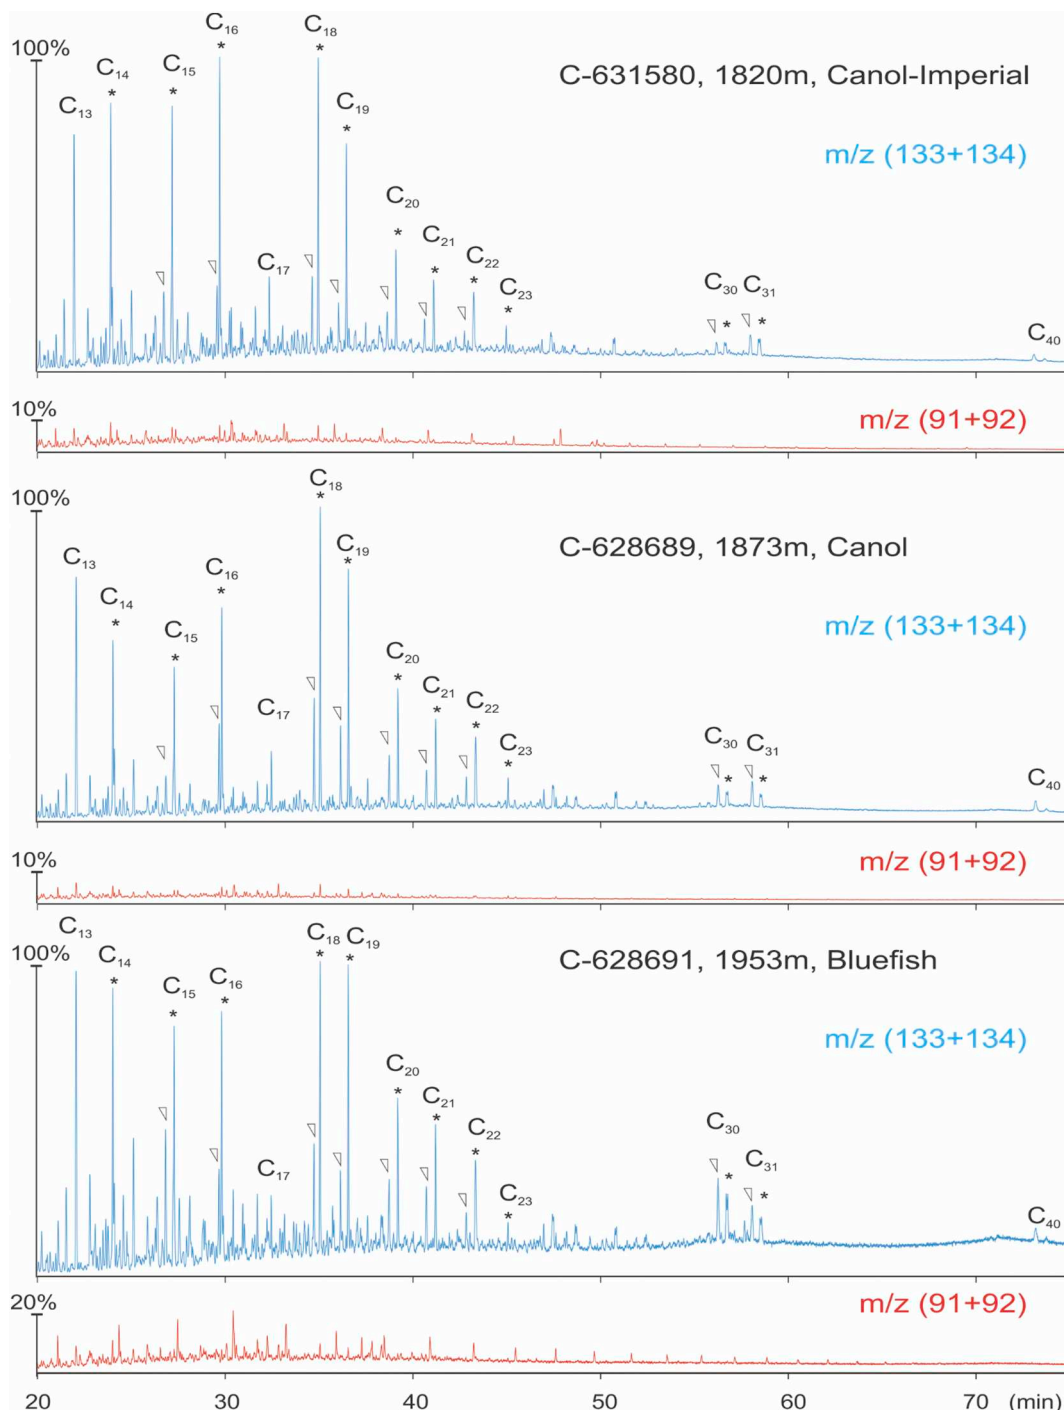 C16 C18
100% C14 C15 *
C13 * * * C19 C-631580, 1820m, Canol-Imperial
* m/z (133+134)
C20
C17 * C21 C22
* * C23
* C30 C31
* *
C40
10% m/z (91+92)
C18
100% *
C13 C16 C19 C-628689, 1873m, Canol
C14 * * m/z (133+134)
* C15
* C20
C17 * C21 C22
* * C23 C30 C31
* * *
C40
10% m/z (91+92)
C13
100% C14 C18 C19 C-628691, 1953m, Bluefish
* C15 C16 * *
* * m/z (133+134)
C20
* C21
* C22 C30
C17 * C31
C23 * *
* C40
20% m/z (91+92)
20 30 40 50 60 70 (min)